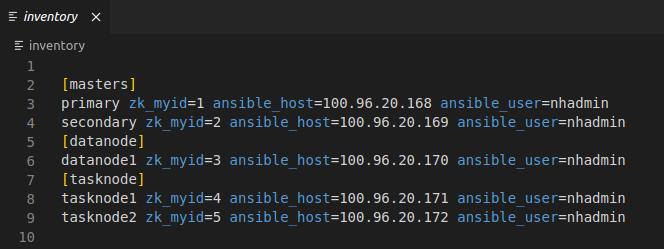 inventory
inventory
1
2 [masters]
3 primary zk_myid=1 ansible_host=100.96.20.168 ansible_user=nhadmin
4 secondary zk_myid=2 ansible_host=100.96.20.169 ansible_user=nhadmin
5 [datanode]
6 datanode1 zk_myid=3 ansible_host=100.96.20.170 ansible_user=nhadmin
7 [tasknode]
8 tasknode1 zk_myid=4 ansible_host=100.96.20.171 ansible_user=nhadmin
9 tasknode2 zk_myid=5 ansible_host=100.96.20.172 ansible_user=nhadmin
10